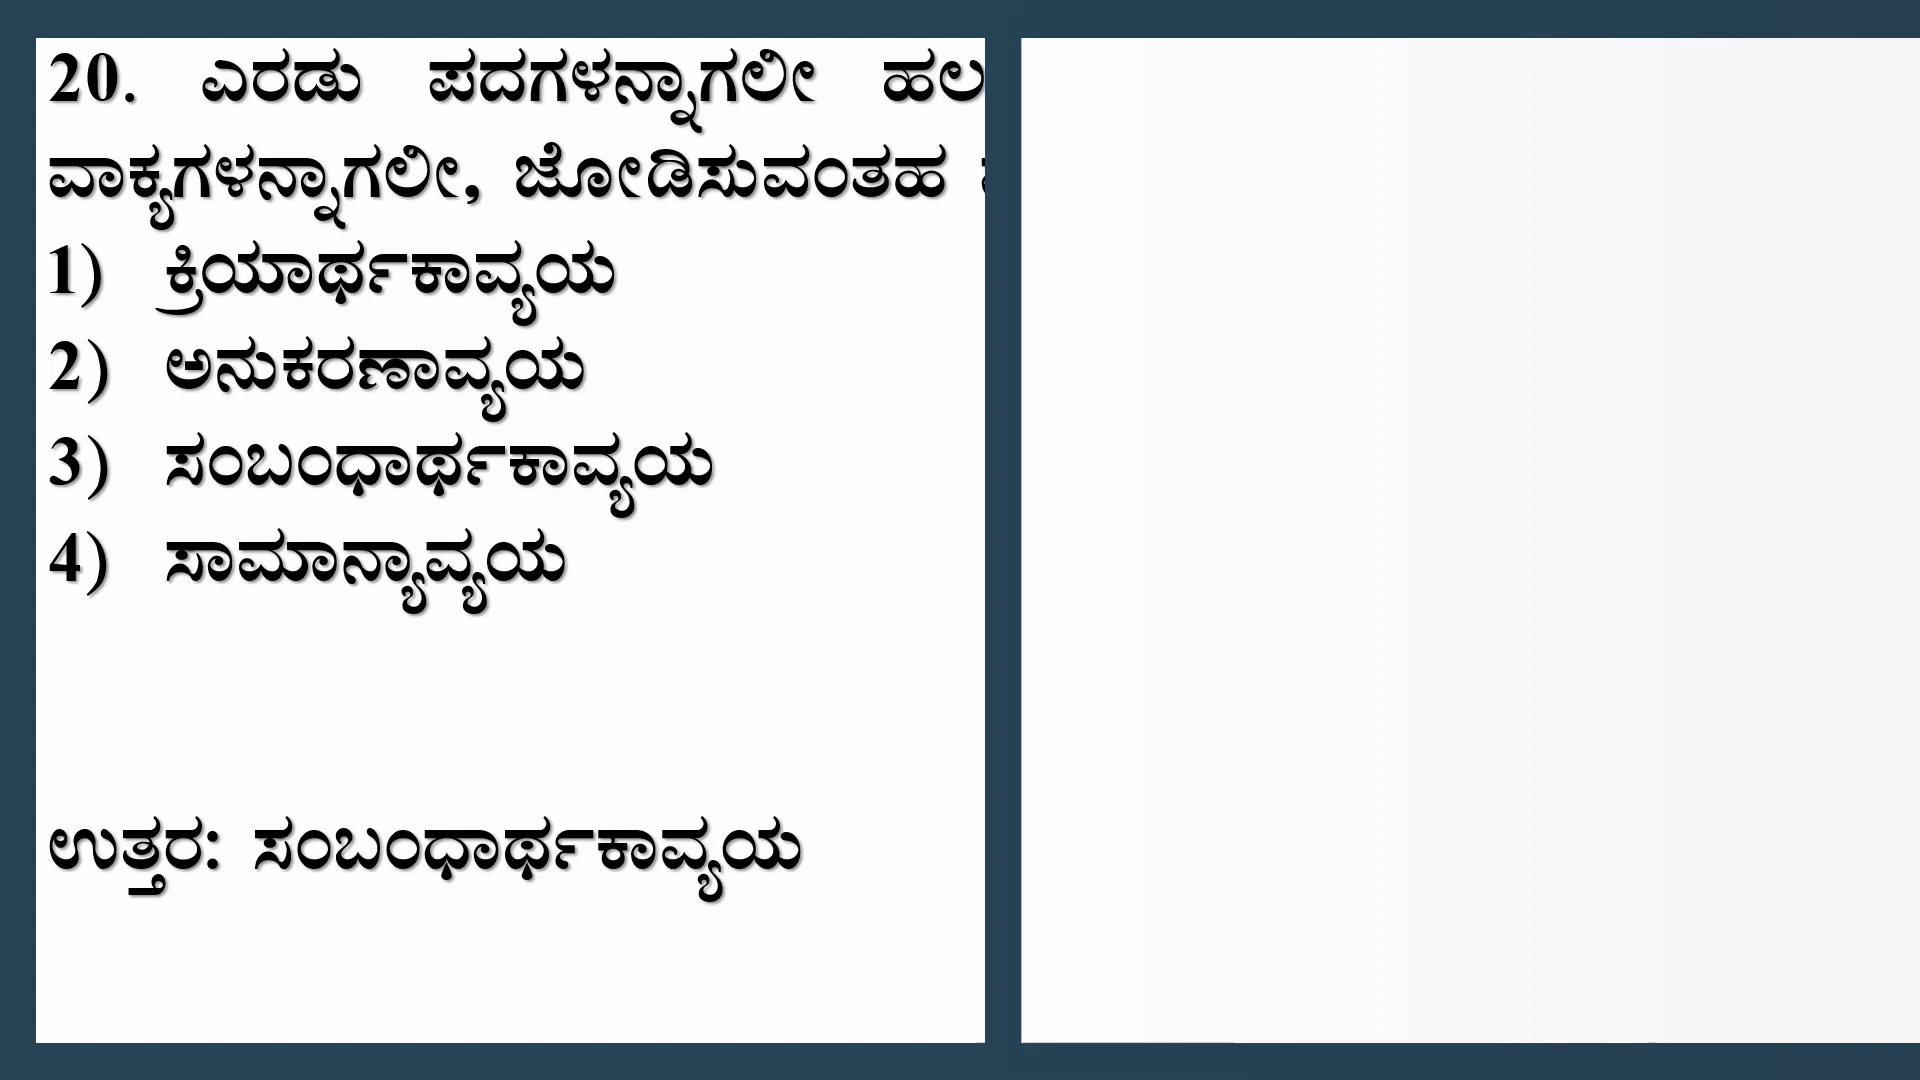 20. ಎರಡು ಪದಗಳನ್ನಾಗಲೀ ಹಲ
ವಾಕ್ಯಗಳನ್ನಾಗಲೀ, ಜೋಡಿಸುವಂತಹ
1) ಕ್ರಿಯಾರ್ಥಕಾವ್ಯಯ
2) ಅನುಕರಣಾವ್ಯಯ
3) ಸಂಬಂಧಾರ್ಥಕಾವ್ಯಯ
4) ಸಾಮಾನ್ಯಾವ್ಯಯ
ಉತ್ತರ: ಸಂಬಂಧಾರ್ಥಕಾವ್ಯಯ